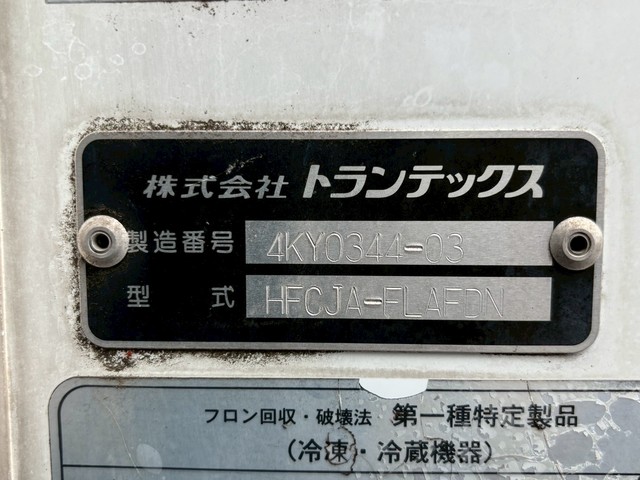 株式会社 トランテックス
製造番号 4KY0344-03
型式 HFCJA-FLAFDN
フロン回収・破壊法 第一種特定製品
(冷凍・冷蔵機器)